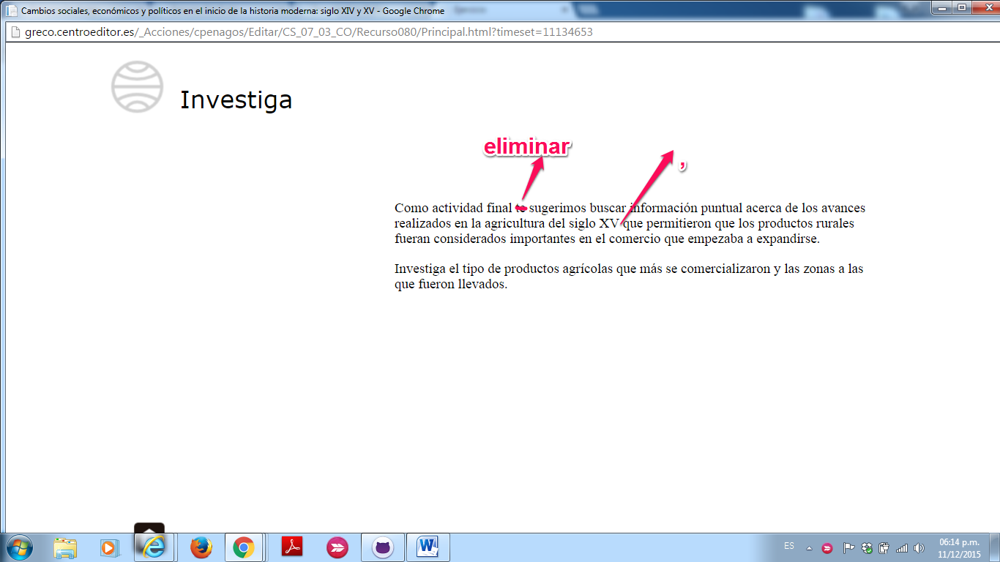 Cambios sociales, económicos y políticos en el inicio de la historia moderna: siglo XIV y XV - Google Chrome
greco.centroeditor.es/_Acciones/cpenagos/Editar/CS_07_03_CO/Recurso080/Principal.html?timeset=11134653
Investiga
eliminar
,
Como actividad final te sugerimos buscar información puntual acerca de los avances
realizados en la agricultura del siglo XV que permitieron que los productos rurales
fueran considerados importantes en el comercio que empezaba a expandirse.
Investiga el tipo de productos agrícolas que más se comercializaron y las zonas a las
que fueron llevados.
ES
06:14 p.m.
11/12/2015